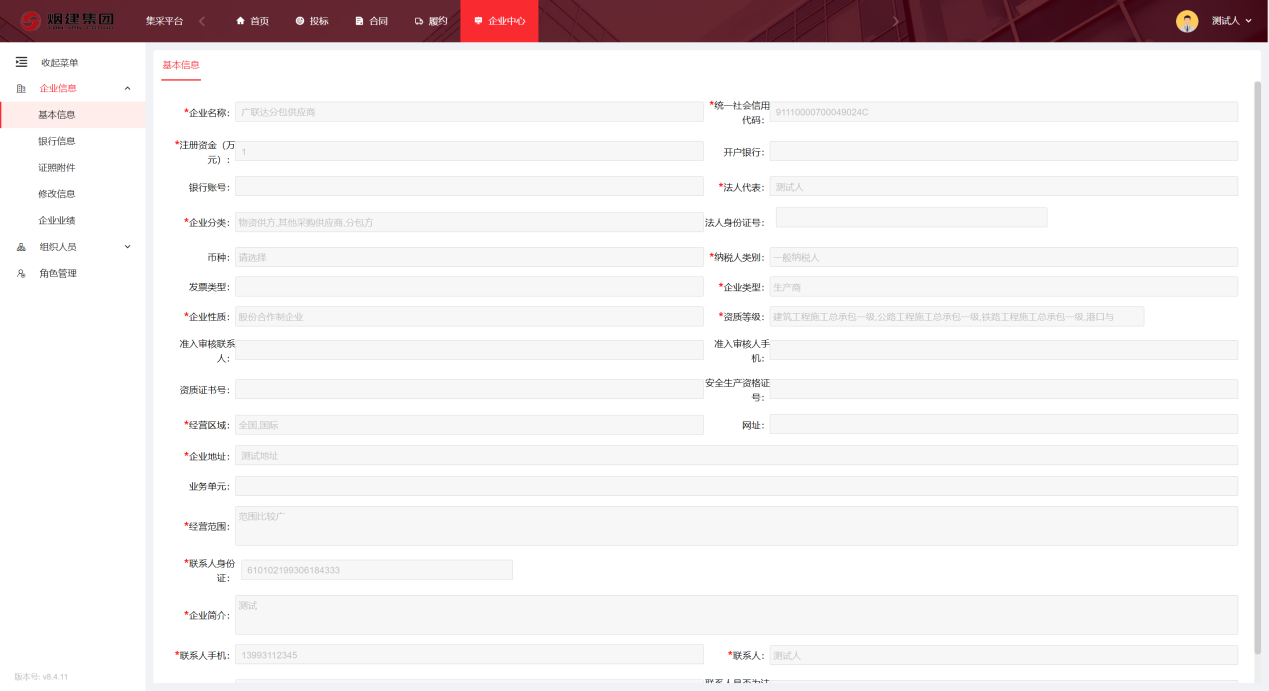 烟建集团
集采平台 首页 投标 合同 履约 企业中心 测试人
收起菜单
企业信息
基本信息
银行信息
证照附件
修改信息
企业业绩
组织人员
角色管理
版本号: v8.4.11
基本信息
*企业名称: 广联达分包供应商
*统一社会信用
代码: 91110000700049024C
*注册资金（万
元）: 1
开户银行:
银行账号:
*法人代表: 测试人
*企业分类: 物资供方,其他采购供应商,分包方
法人身份证号:
币种: 请选择
*纳税人类别: 一般纳税人
发票类型:
*企业类型: 生产商
*企业性质: 股份合作制企业
*资质等级: 建筑工程施工总承包一级,公路工程施工总承包一级,铁路工程施工总承包一级,港口与
准入审核联系
人:
准入审核人手
机:
资质证书号:
安全生产资格证
号:
*经营区域: 全国,国际
网址:
*企业地址: 测试地址
业务单元:
*经营范围: 范围比较广
*联系人身份
证: 610102199306184333
*企业简介: 测试
*联系人手机: 13993112345
*联系人: 测试人
联系人是否为法